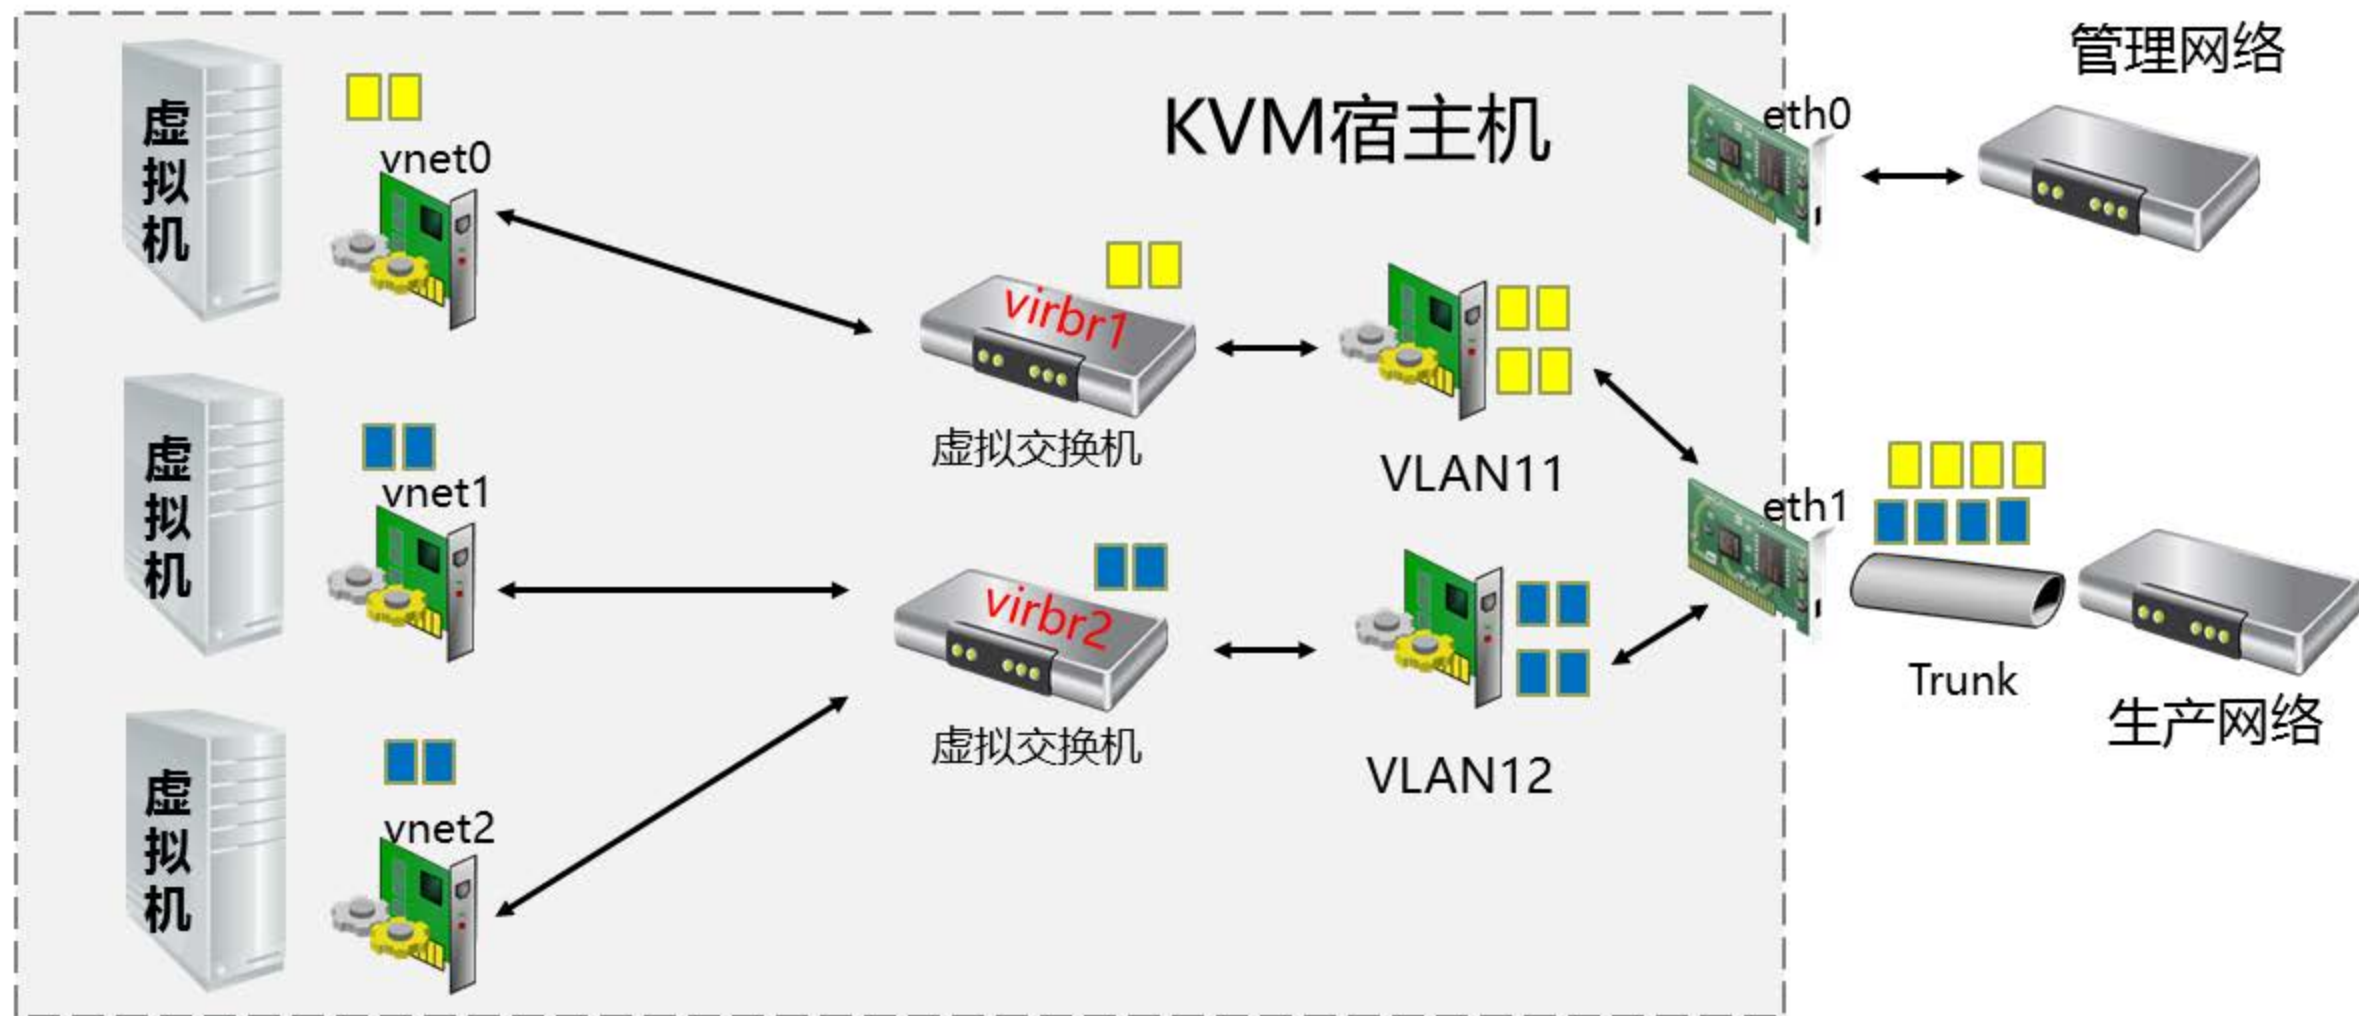 管理网络
KVM宿主机
eth0
虚拟机
vnet0
virbr1
虚拟交换机
VLAN11
虚拟机
vnet1
eth1
virbr2
虚拟交换机
VLAN12
Trunk
生产网络
虚拟机
vnet2